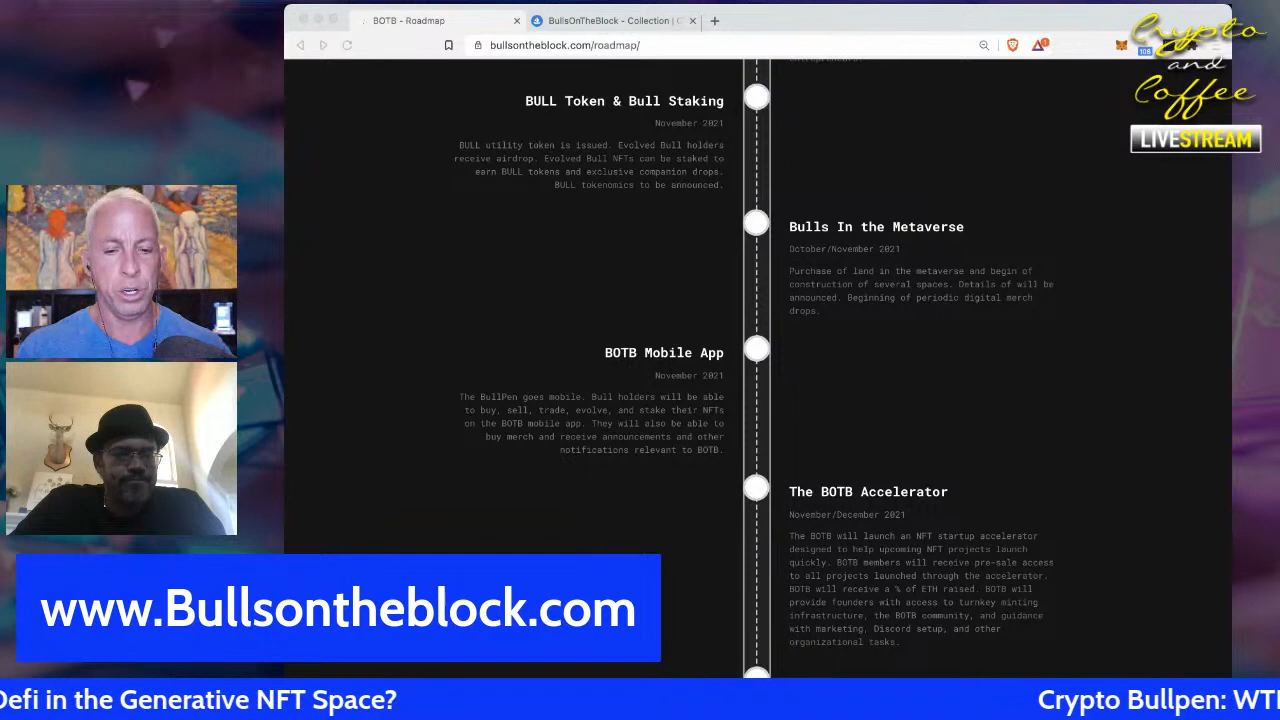 BOTB - Roadmap
BullsOnTheBlock - Collection |
bullsontheblock.com/roadmap/
Crypto
and
Coffee
LIVESTREAM
BULL Token & Bull Staking
November 2021
BULL utility token is issued. Evolved Bull holders
receive airdrop. Evolved Bull NFTs can be staked to
earn BULL tokens and exclusive companion drops.
BULL tokenomics to be announced.
Bulls In the Metaverse
October/November 2021
Purchase of land in the metaverse and begin of
construction of several spaces. Details of will be
announced. Beginning of periodic digital merch
drops.
BOTB Mobile App
November 2021
The BullPen goes mobile. Bull holders will be able
to buy, sell, trade, evolve, and stake their NFTs
on the BOTB mobile app. They will also be able to
buy merch and receive announcements and other
notifications relevant to BOTB.
The BOTB Accelerator
November/December 2021
The BOTB will launch an NFT startup accelerator
designed to help upcoming NFT projects launch
quickly. BOTB members will receive pre-sale access
to all projects launched through the accelerator.
BOTB will receive a % of ETH raised. BOTB will
provide founders with access to turnkey minting
infrastructure, the BOTB community, and guidance
with marketing, Discord setup, and other
organizational tasks.
www.Bullsontheblock.com
Defi in the Generative NFT Space?
Crypto Bullpen: